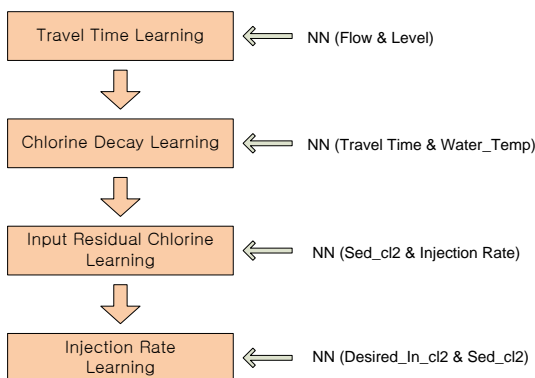 Travel Time Learning
NN (Flow & Level)
Chlorine Decay Learning
NN (Travel Time & Water_Temp)
Input Residual Chlorine
Learning
NN (Sed_cl2 & Injection Rate)
Injection Rate
Learning
NN (Desired_In_cl2 & Sed_cl2)